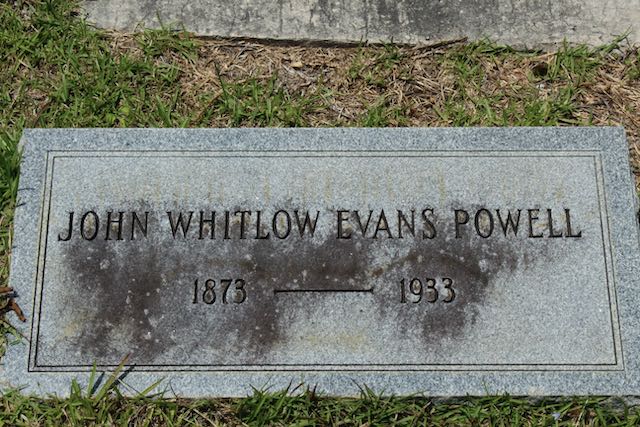 JOHN WHITLOW EVANS POWELL
1873 — 1933